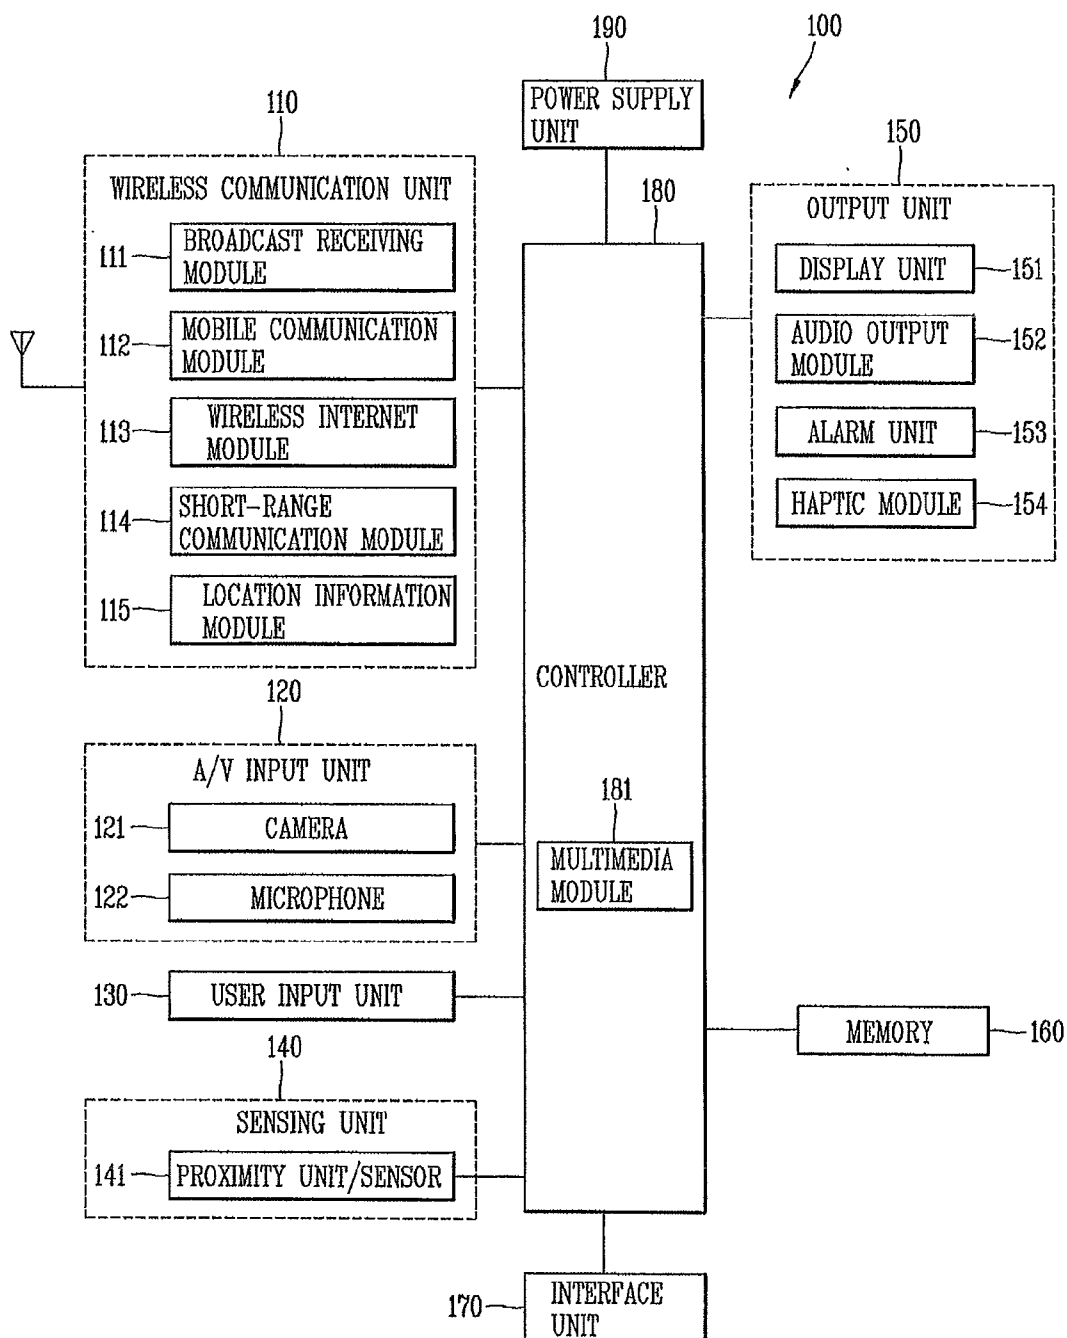 100
190
POWER SUPPLY
UNIT
110
WIRELESS COMMUNICATION UNIT
111
BROADCAST RECEIVING
MODULE
112
MOBILE COMMUNICATION
MODULE
113
WIRELESS INTERNET
MODULE
114
SHORT-RANGE
COMMUNICATION MODULE
115
LOCATION INFORMATION
MODULE
120
A/V INPUT UNIT
121
CAMERA
122
MICROPHONE
130
USER INPUT UNIT
140
SENSING UNIT
141
PROXIMITY UNIT/SENSOR
180
CONTROLLER
181
MULTIMEDIA
MODULE
150
OUTPUT UNIT
DISPLAY UNIT
151
AUDIO OUTPUT
MODULE
152
ALARM UNIT
153
HAPTIC MODULE
154
MEMORY
160
170
INTERFACE
UNIT